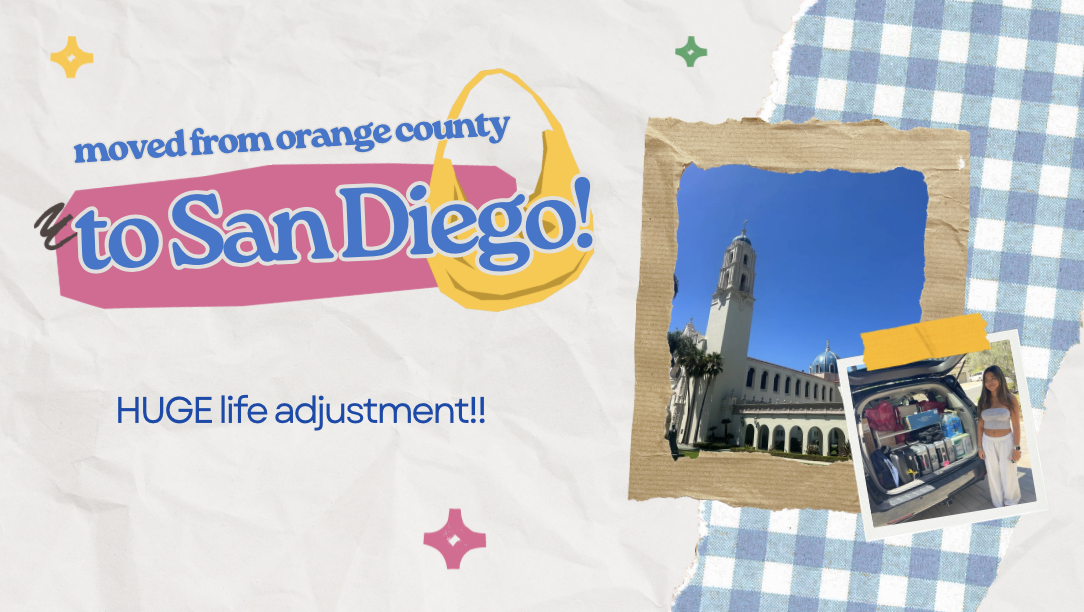 moved from orange county
to San Diego!
HUGE life adjustment!!